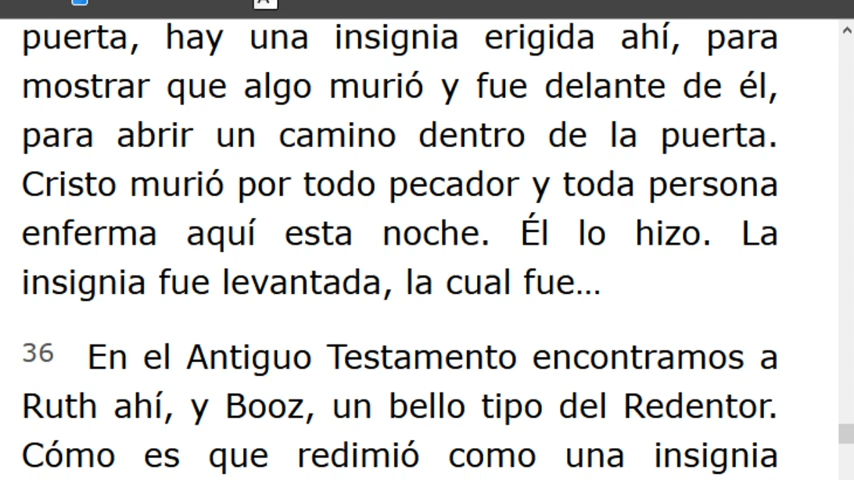 puerta, hay una insignia erigida ahí, para
mostrar que algo murió y fue delante de él,
para abrir un camino dentro de la puerta.
Cristo murió por todo pecador y toda persona
enferma aquí esta noche. Él lo hizo. La
insignia fue levantada, la cual fue...
36 En el Antiguo Testamento encontramos a
Ruth ahí, y Booz, un bello tipo del Redentor.
Cómo es que redimió como una insignia